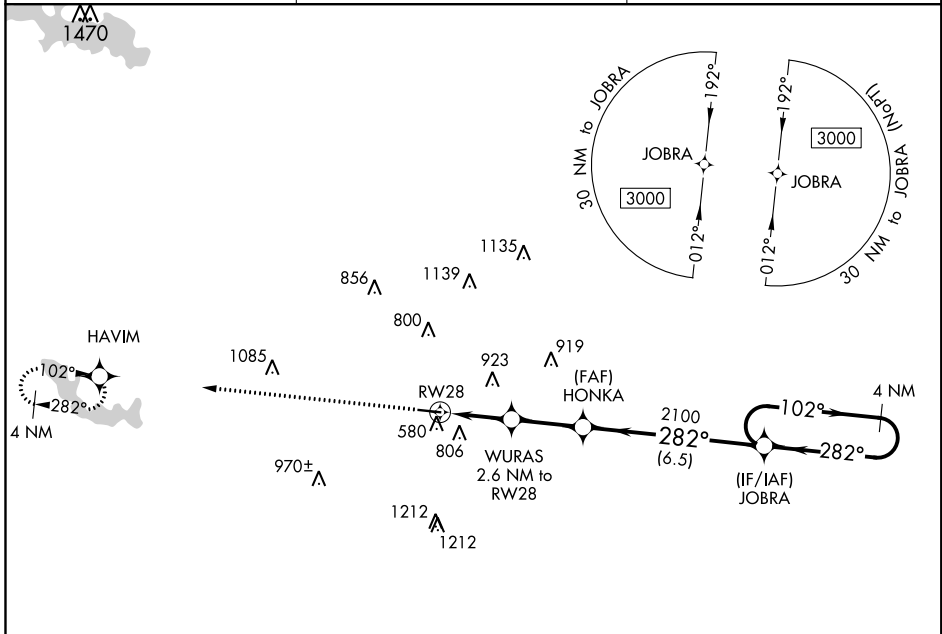 1470
30 NM to JOBRA
192°
JOBRA
3000
012°
192°
3000
JOBRA
012°
30 NM to JOBRA (NoPT)
1135
1139
856
800
HAVIM
1085
923
919
102°
282°
4 NM
RW28
(FAF)
HONKA
2100
282°
(6.5)
102°
4 NM
282°
580
806
WURAS
2.6 NM to
RW28
(IF/IAF)
JOBRA
970±
1212
1212